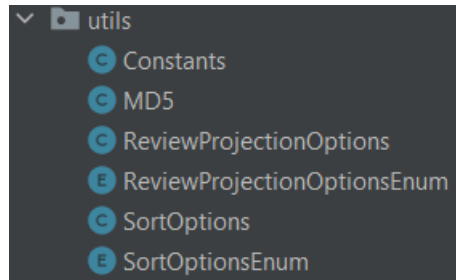 utils
C Constants
C MD5
C ReviewProjectionOptions
E ReviewProjectionOptionsEnum
C SortOptions
E SortOptionsEnum